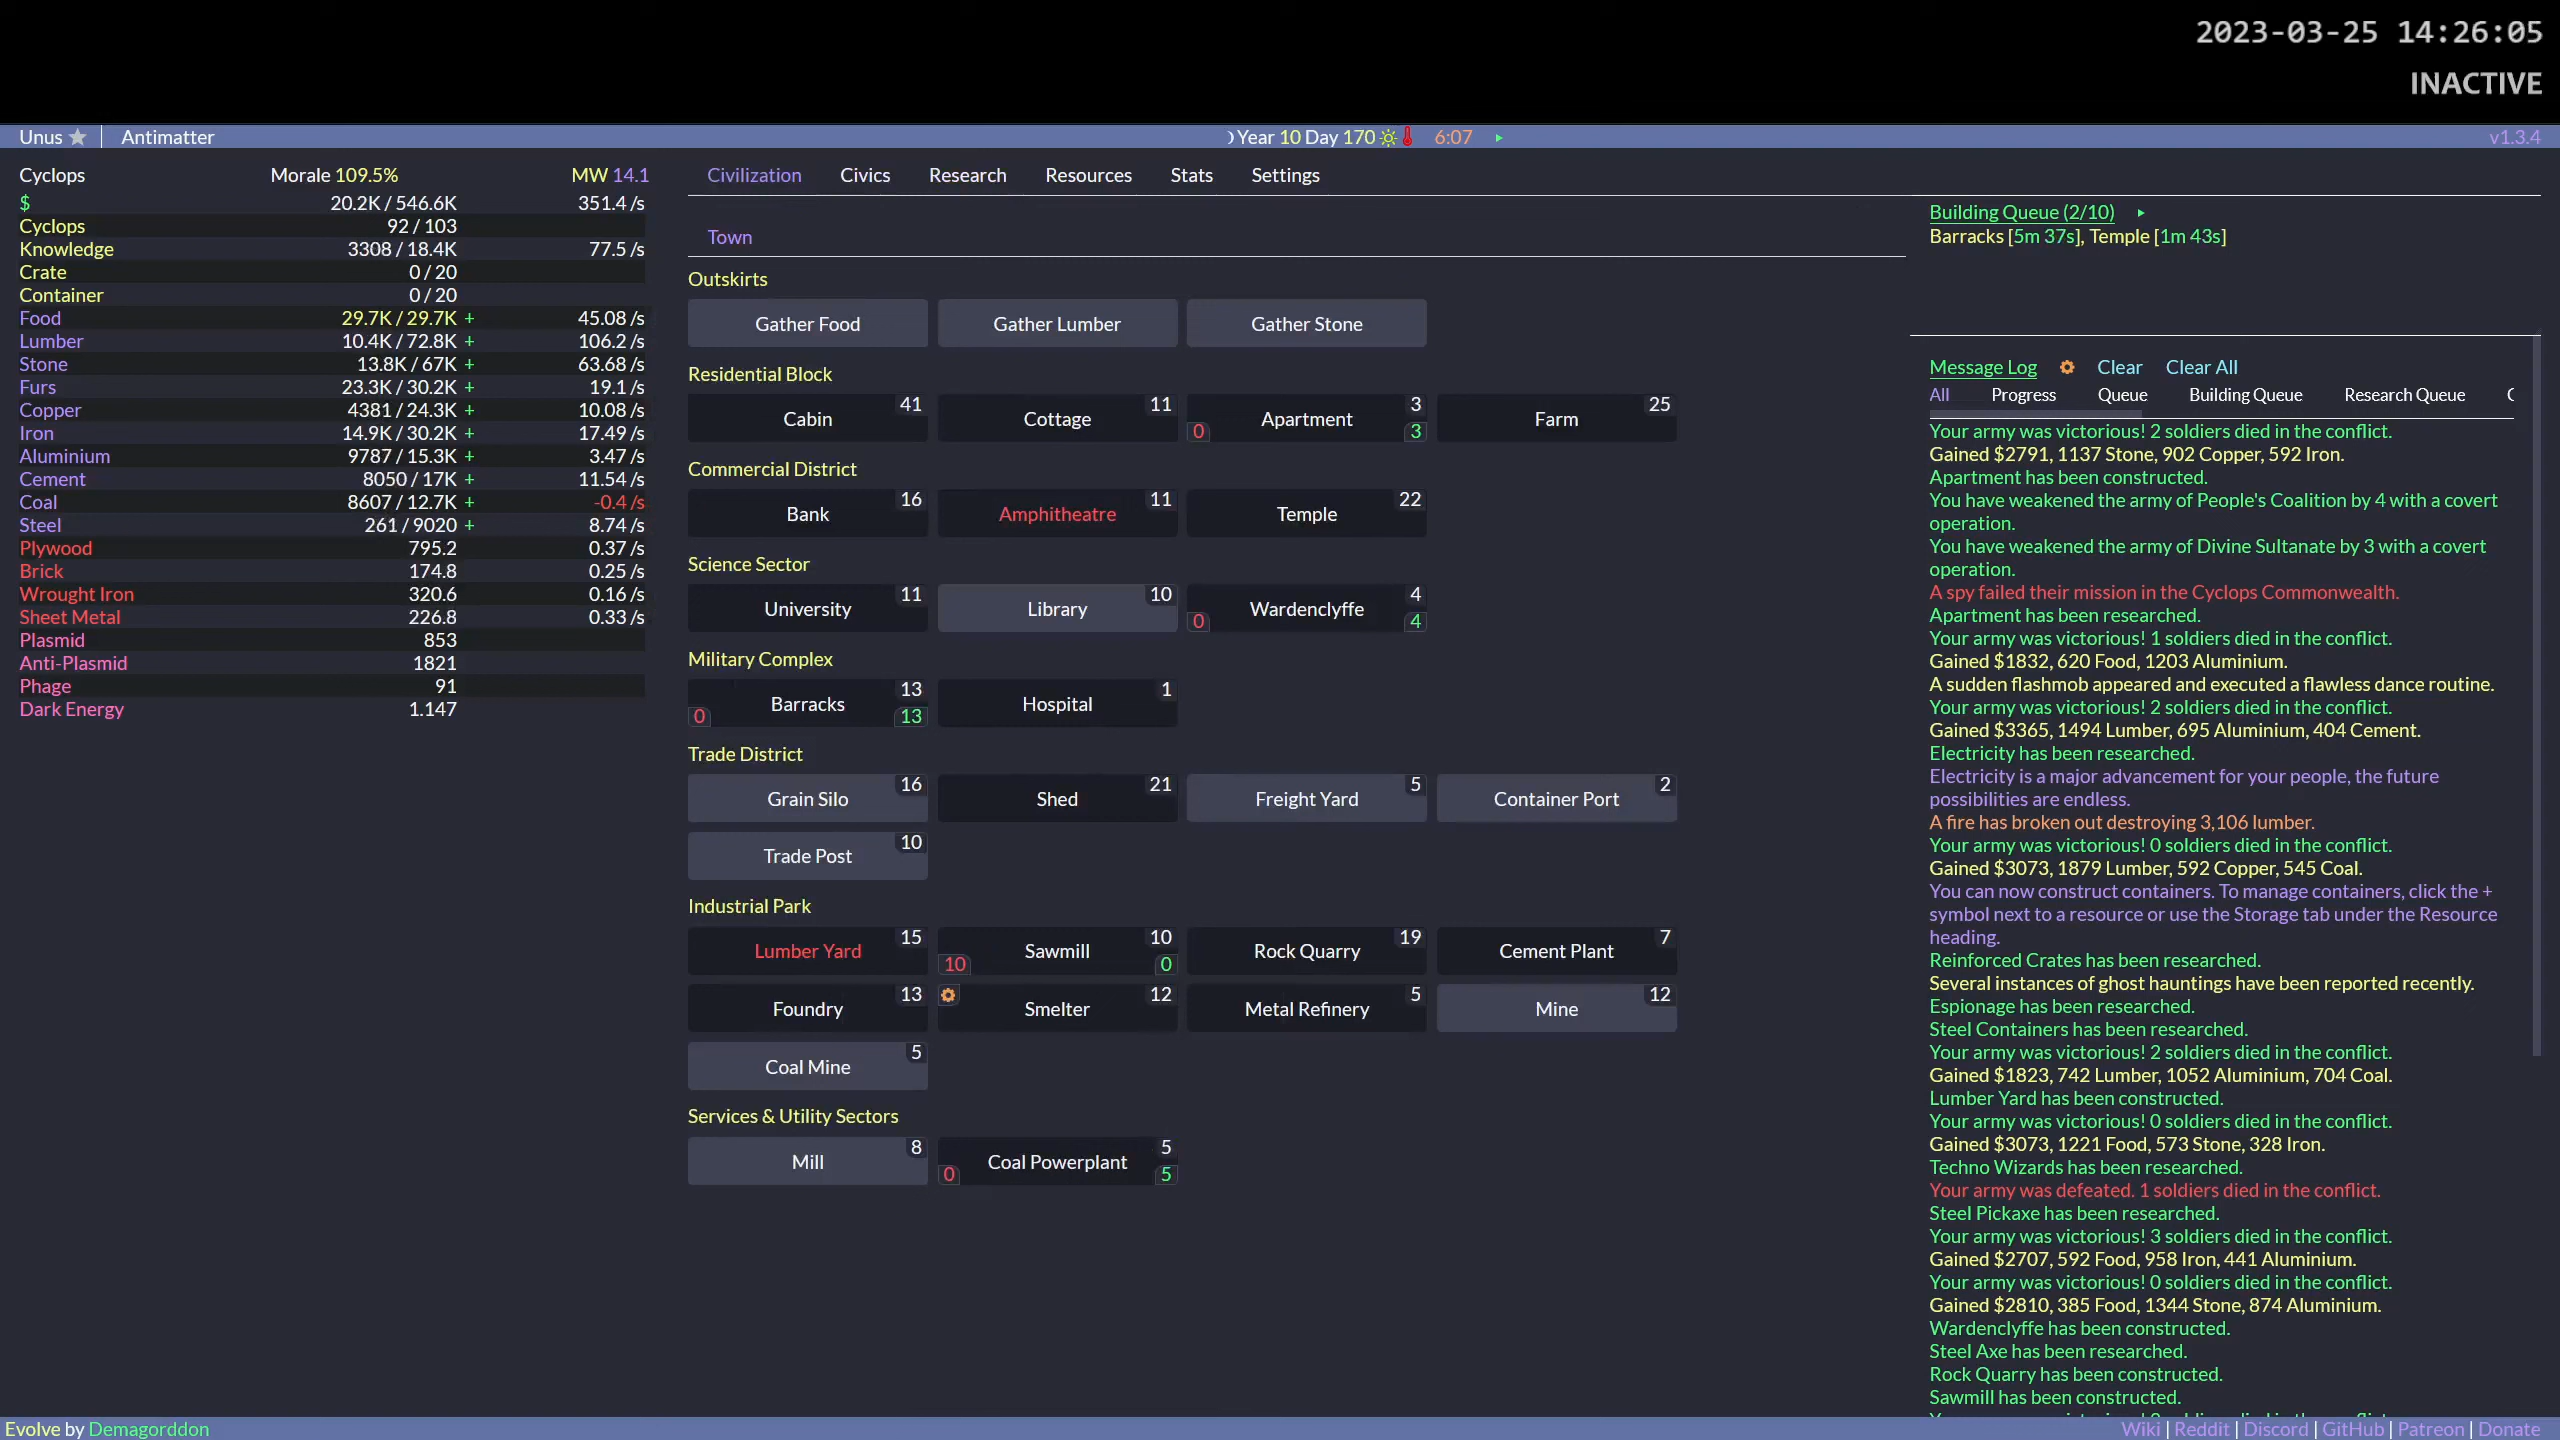 2023-03-25 14:26:05
INACTIVE
Unus Antimatter Year 10 Day 170 6:07 v1.3.4
Cyclops Morale 109.5% MW 14.1
$ 20.2K / 546.6K 351.4 /s
Cyclops 92 / 103
Knowledge 3308 / 18.4K 77.5 /s
Crate 0 / 20
Container 0 / 20
Food 29.7K / 29.7K + 45.08 /s
Lumber 10.4K / 72.8K + 106.2 /s
Stone 13.8K / 67K + 63.68 /s
Furs 23.3K / 30.2K + 19.1 /s
Copper 4381 / 24.3K + 10.08 /s
Iron 14.9K / 30.2K + 17.49 /s
Aluminium 9787 / 15.3K + 3.47 /s
Cement 8050 / 17K + 11.54 /s
Coal 8607 / 12.7K + -0.4 /s
Steel 261 / 9020 + 8.74 /s
Plywood 795.2 0.37 /s
Brick 174.8 0.25 /s
Wrought Iron 320.6 0.16 /s
Sheet Metal 226.8 0.33 /s
Plasmid 853
Anti-Plasmid 1821
Phage 91
Dark Energy 1.147
Civilization Civics Research Resources Stats Settings
Town
Outskirts
Gather Food Gather Lumber Gather Stone
Residential Block
Cabin 41 Cottage 11 0 Apartment 3 3 Farm 25
Commercial District
Bank 16 Amphitheatre 11 Temple 22
Science Sector
University 11 Library 10 0 Wardenclyffe 4 4
Military Complex
0 Barracks 13 13 Hospital 1
Trade District
Grain Silo 16 Shed 21 Freight Yard 5 Container Port 2
Trade Post 10
Industrial Park
Lumber Yard 15 10 Sawmill 10 0 Rock Quarry 19 Cement Plant 7
Foundry 13 Smelter 12 Metal Refinery 5 Mine 12
Coal Mine 5
Services & Utility Sectors
Mill 8 0 Coal Powerplant 5 5
Building Queue (2/10)
Barracks [5m 37s], Temple [1m 43s]
Message Log Clear Clear All
All Progress Queue Building Queue Research Queue
Your army was victorious! 2 soldiers died in the conflict.
Gained $2791, 1137 Stone, 902 Copper, 592 Iron.
Apartment has been constructed.
You have weakened the army of People's Coalition by 4 with a covert
operation.
You have weakened the army of Divine Sultanate by 3 with a covert
operation.
A spy failed their mission in the Cyclops Commonwealth.
Apartment has been researched.
Your army was victorious! 1 soldiers died in the conflict.
Gained $1832, 620 Food, 1203 Aluminium.
A sudden flashmob appeared and executed a flawless dance routine.
Your army was victorious! 2 soldiers died in the conflict.
Gained $3365, 1494 Lumber, 695 Aluminium, 404 Cement.
Electricity has been researched.
Electricity is a major advancement for your people, the future
possibilities are endless.
A fire has broken out destroying 3,106 lumber.
Your army was victorious! 0 soldiers died in the conflict.
Gained $3073, 1879 Lumber, 592 Copper, 545 Coal.
You can now construct containers. To manage containers, click the +
symbol next to a resource or use the Storage tab under the Resource
heading.
Reinforced Crates has been researched.
Several instances of ghost hauntings have been reported recently.
Espionage has been researched.
Steel Containers has been researched.
Your army was victorious! 2 soldiers died in the conflict.
Gained $1823, 742 Lumber, 1052 Aluminium, 704 Coal.
Lumber Yard has been constructed.
Your army was victorious! 0 soldiers died in the conflict.
Gained $3073, 1221 Food, 573 Stone, 328 Iron.
Techno Wizards has been researched.
Your army was defeated. 1 soldiers died in the conflict.
Steel Pickaxe has been researched.
Your army was victorious! 3 soldiers died in the conflict.
Gained $2707, 592 Food, 958 Iron, 441 Aluminium.
Your army was victorious! 0 soldiers died in the conflict.
Gained $2810, 385 Food, 1344 Stone, 874 Aluminium.
Wardenclyffe has been constructed.
Steel Axe has been researched.
Rock Quarry has been constructed.
Sawmill has been constructed.
Evolve by Demagorddon Wiki | Reddit | Discord | GitHub | Patreon | Donate